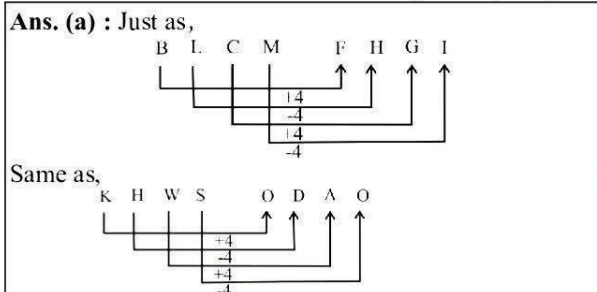 Ans. (a) : Just as,
B L C M F H G I
+4
-4
+4
-4
Same as,
K H W S O D A O
+4
-4
+4
-4